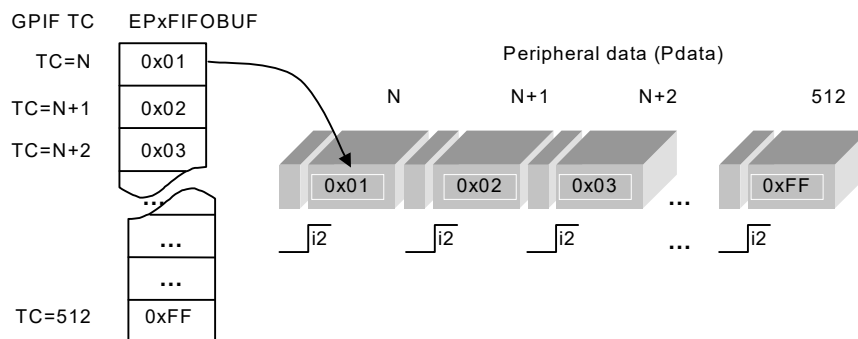 GPIF TC EPxFIFOBUF
TC=N 0x01
Peripheral data (Pdata)
TC=N+1 0x02
N N+1 N+2 512
TC=N+2 0x03
0x01 0x02 0x03 ... 0xFF
...
i2 i2 i2 ... i2
...
...
TC=512 0xFF